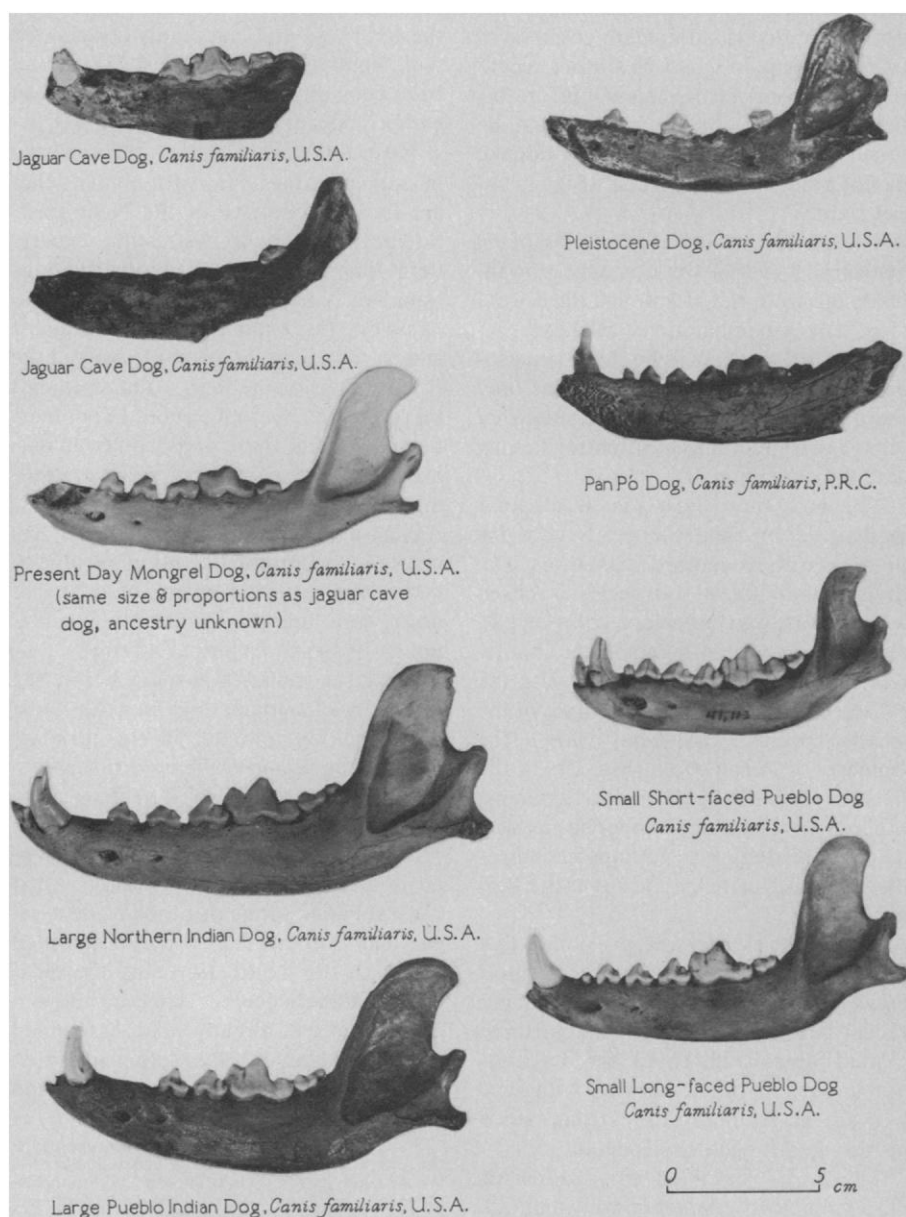 Jaguar Cave Dog, Canis familiaris, U.S.A.
Jaguar Cave Dog, Canis familiaris, U.S.A.
Present Day Mongrel Dog, Canis familiaris, U.S.A.
(same size & proportions as jaguar cave
dog, ancestry unknown)
Large Northern Indian Dog, Canis familiaris, U.S.A.
Large Pueblo Indian Dog, Canis familiaris, U.S.A.
Pleistocene Dog, Canis familiaris, U.S.A.
Pan P'o Dog, Canis familiaris, P.R.C.
Small Short-faced Pueblo Dog
Canis familiaris, U.S.A.
Small Long-faced Pueblo Dog
Canis familiaris, U.S.A.
0 5
cm